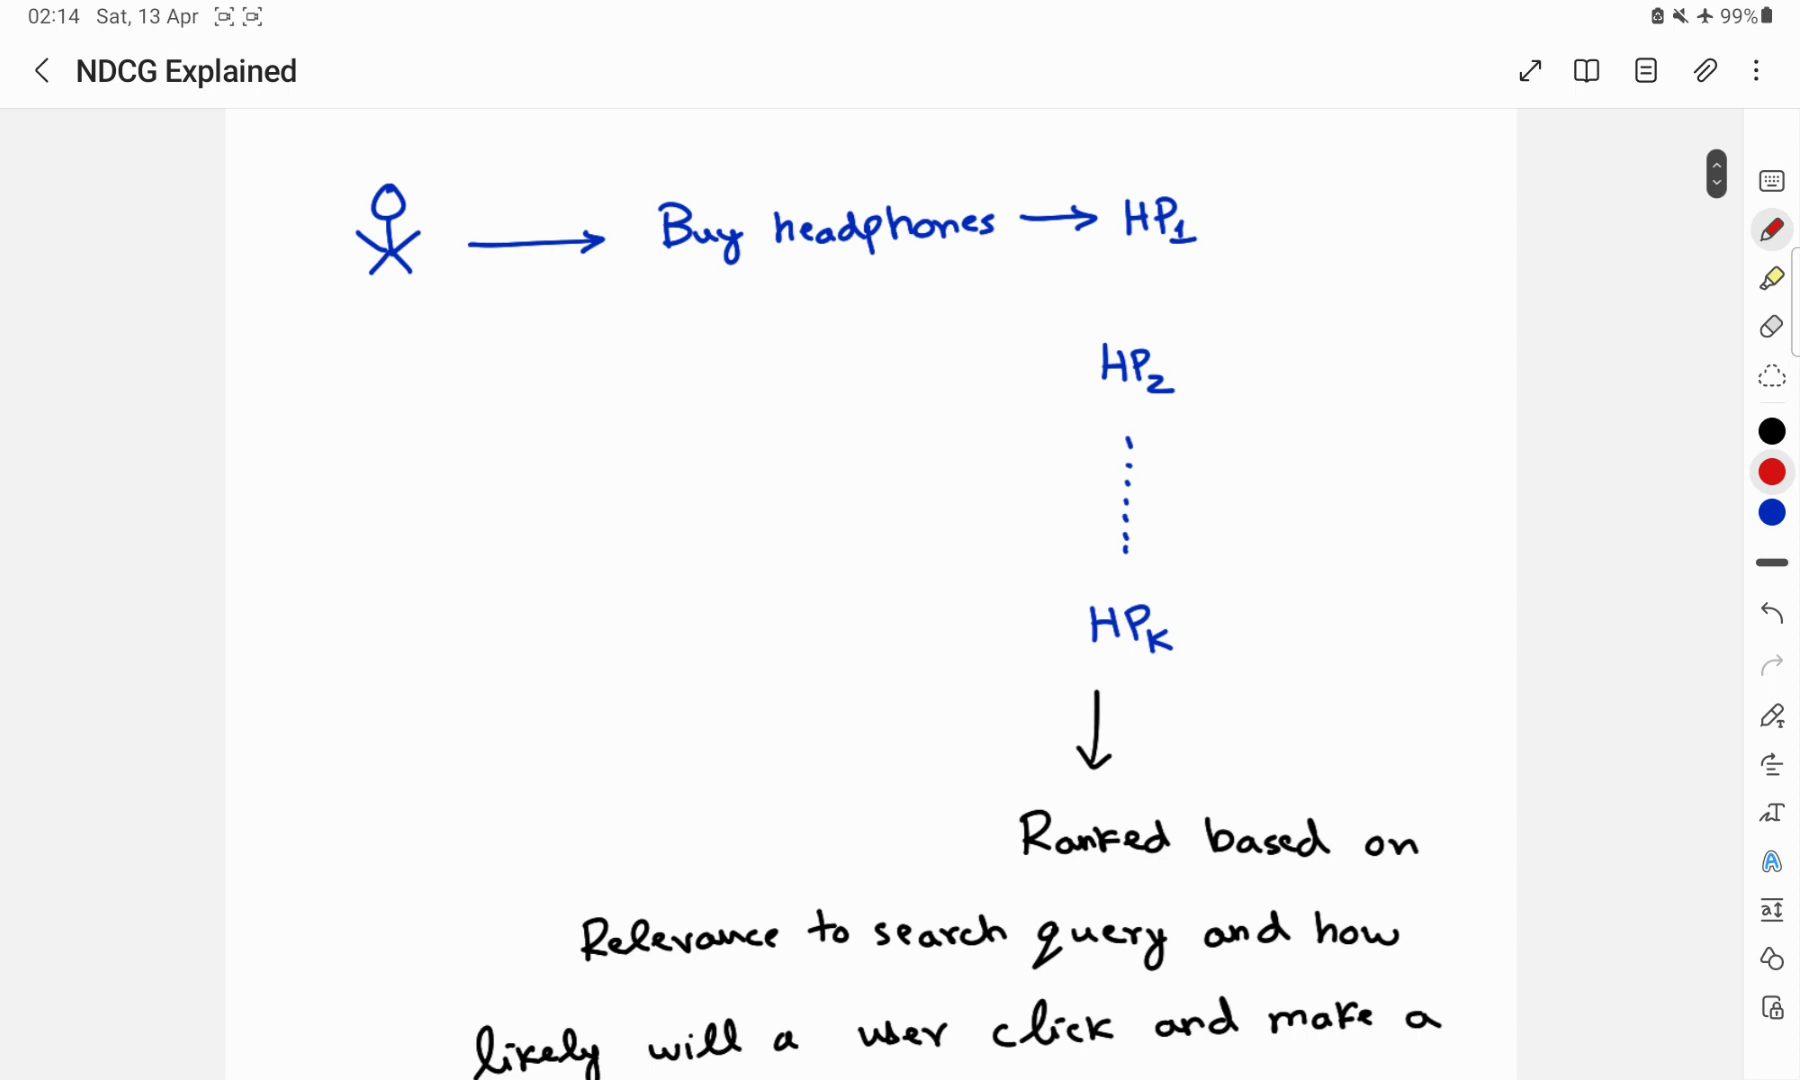 02:14 Sat, 13 Apr 99%
NDCG Explained
Buy headphones → HP1
HP2
HPK
Ranked based on
Relevance to search query and how
likely will a user click and make a